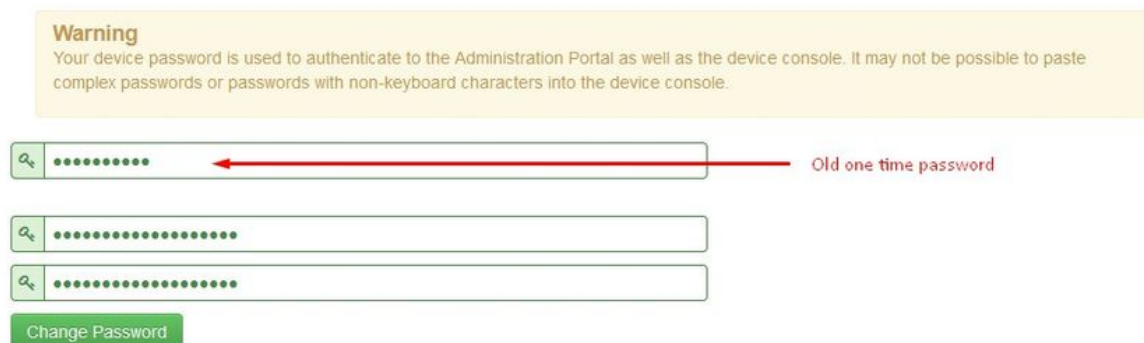 Warning
Your device password is used to authenticate to the Administration Portal as well as the device console. It may not be possible to paste
complex passwords or passwords with non-keyboard characters into the device console.
●●●●●●●●●●
Old one time password
●●●●●●●●●●●●●●●●●●●
●●●●●●●●●●●●●●●●●●●
Change Password